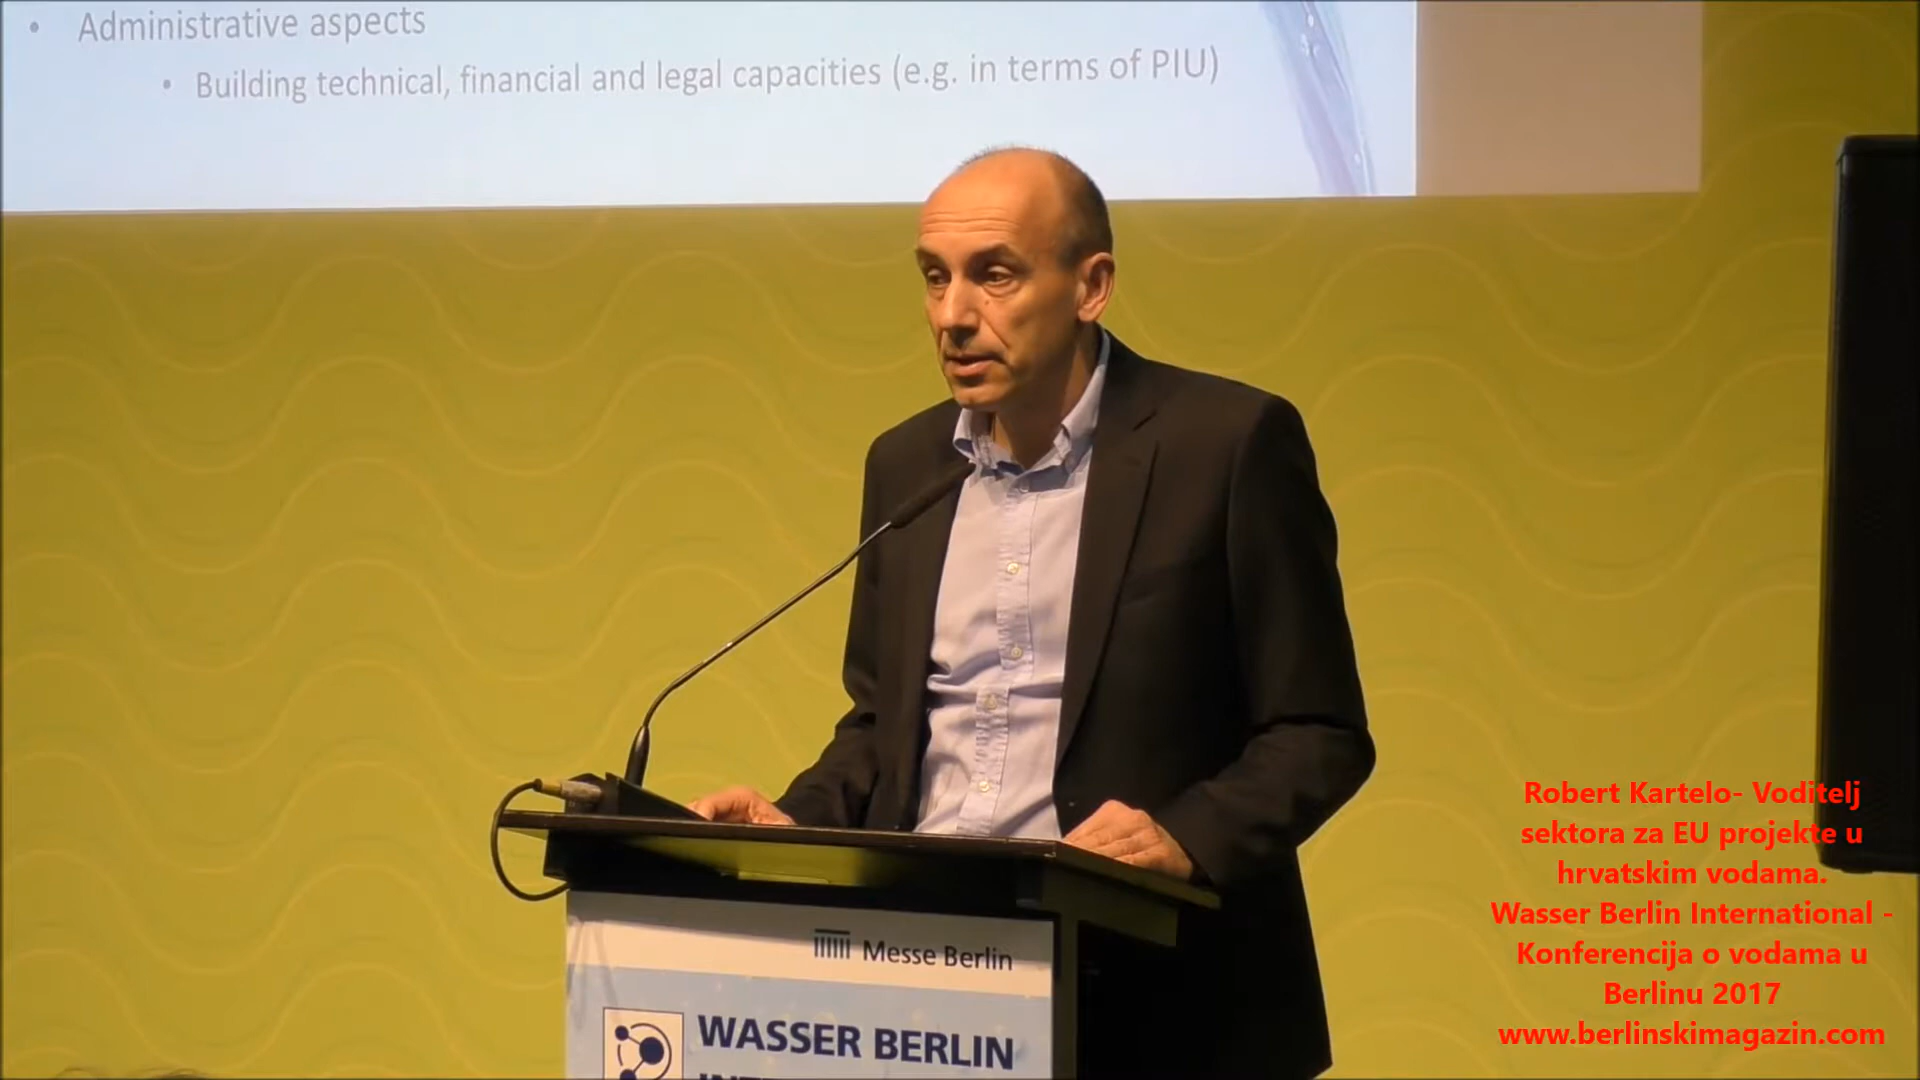 • Administrative aspects
• Building technical, financial and legal capacities (e.g. in terms of PIU)
Messe Berlin
WASSER BERLIN
Robert Kartelo- Voditelj
sektora za EU projekte u
hrvatskim vodama.
Wasser Berlin International -
Konferencija o vodama u
Berlinu 2017
www.berlinskimagazin.com